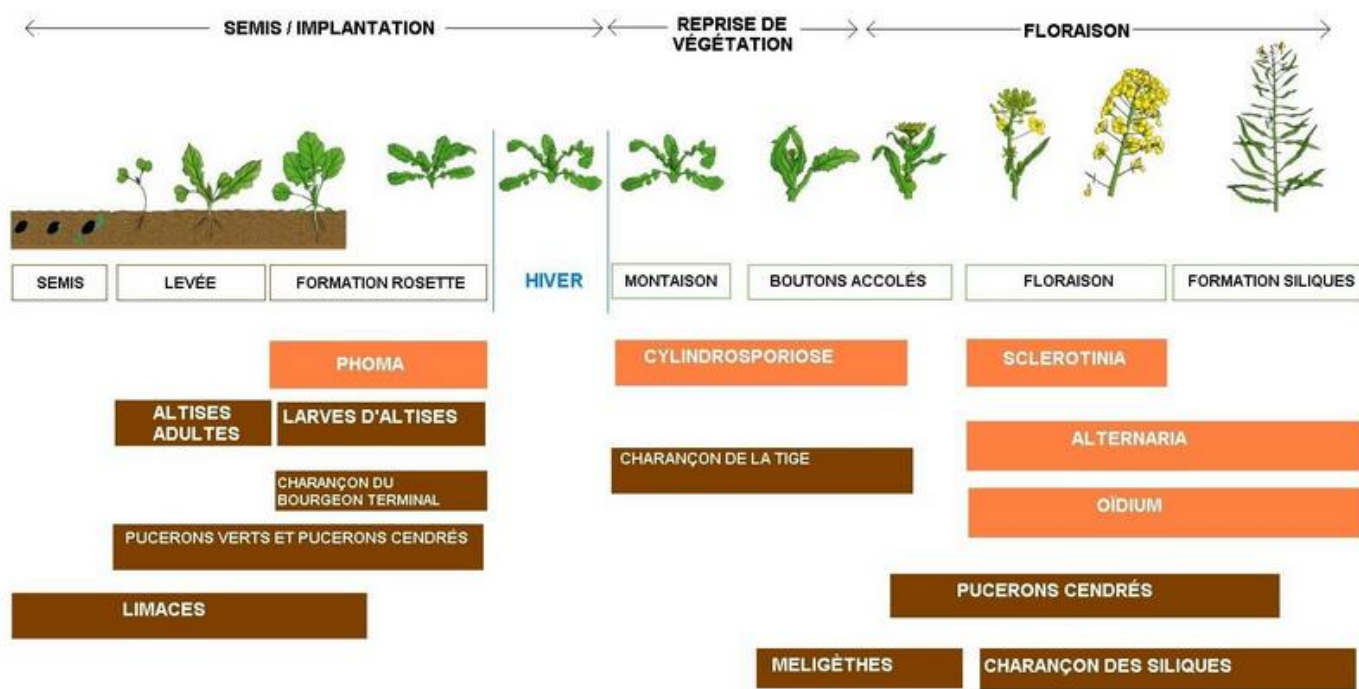 SEMIS / IMPLANTATION
REPRISE DE
VÉGÉTATION
FLORAISON
SEMIS
LEVÉE
FORMATION ROSETTE
HIVER
MONTAISON
BOUTONS ACCOLÉS
FLORAISON
FORMATION SILIQUES
PHOMA
CYLINDROSPORIOSE
SCLEROTINIA
ALTISES
ADULTES
LARVES D'ALTISES
ALTERNARIA
CHARANÇON DE LA TIGE
CHARANÇON DU
BOURGEON TERMINAL
OÏDIUM
PUCERONS VERTS ET PUCERONS CENDRÉS
PUCERONS CENDRÉS
LIMACES
MELIGÈTHES
CHARANÇON DES SILIQUES